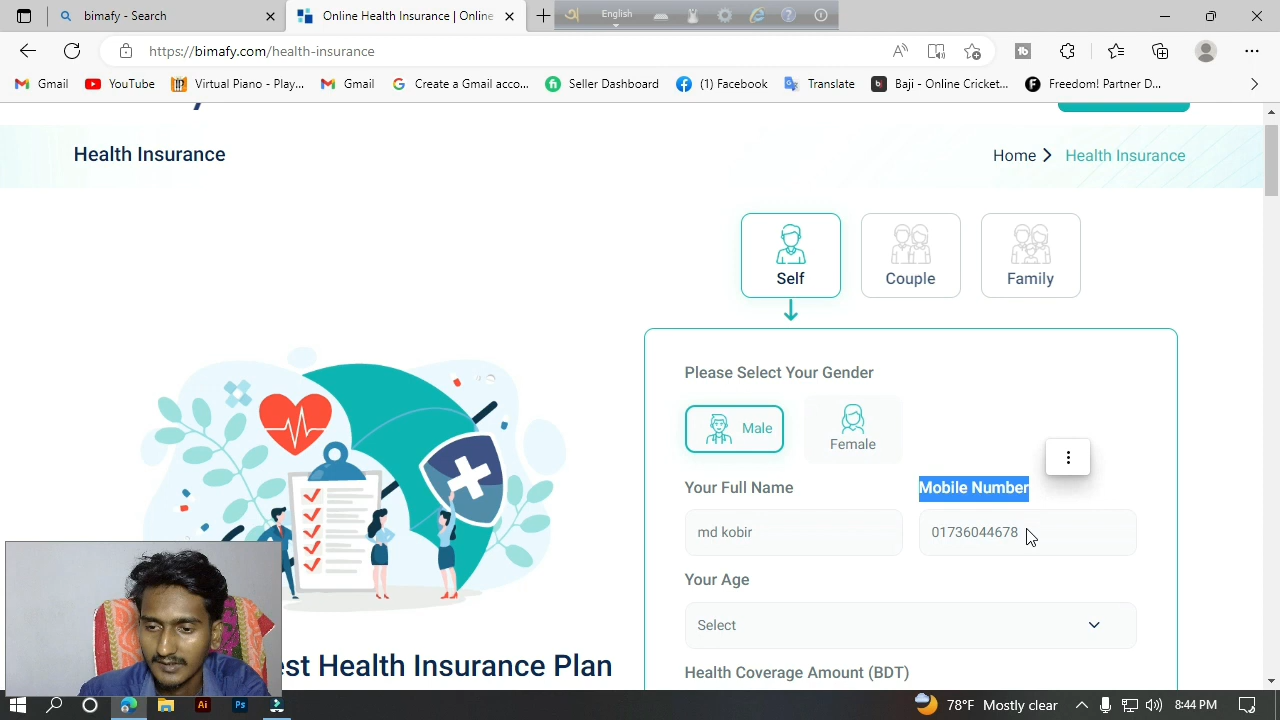 bimafy - Search
Online Health Insurance | Online
English
https://bimafy.com/health-insurance
Gmail
YouTube
Virtual Piano - Play...
Gmail
Create a Gmail acco...
Seller Dashboard
(1) Facebook
Translate
Baji - Online Cricket...
Freedom! Partner D...
Health Insurance
Home
Health Insurance
Self
Couple
Family
Please Select Your Gender
Male
Female
Your Full Name
Mobile Number
md kobir
01736044678
Your Age
Select
Health Coverage Amount (BDT)
est Health Insurance Plan
Ai
Ps
78°F Mostly clear
8:44 PM